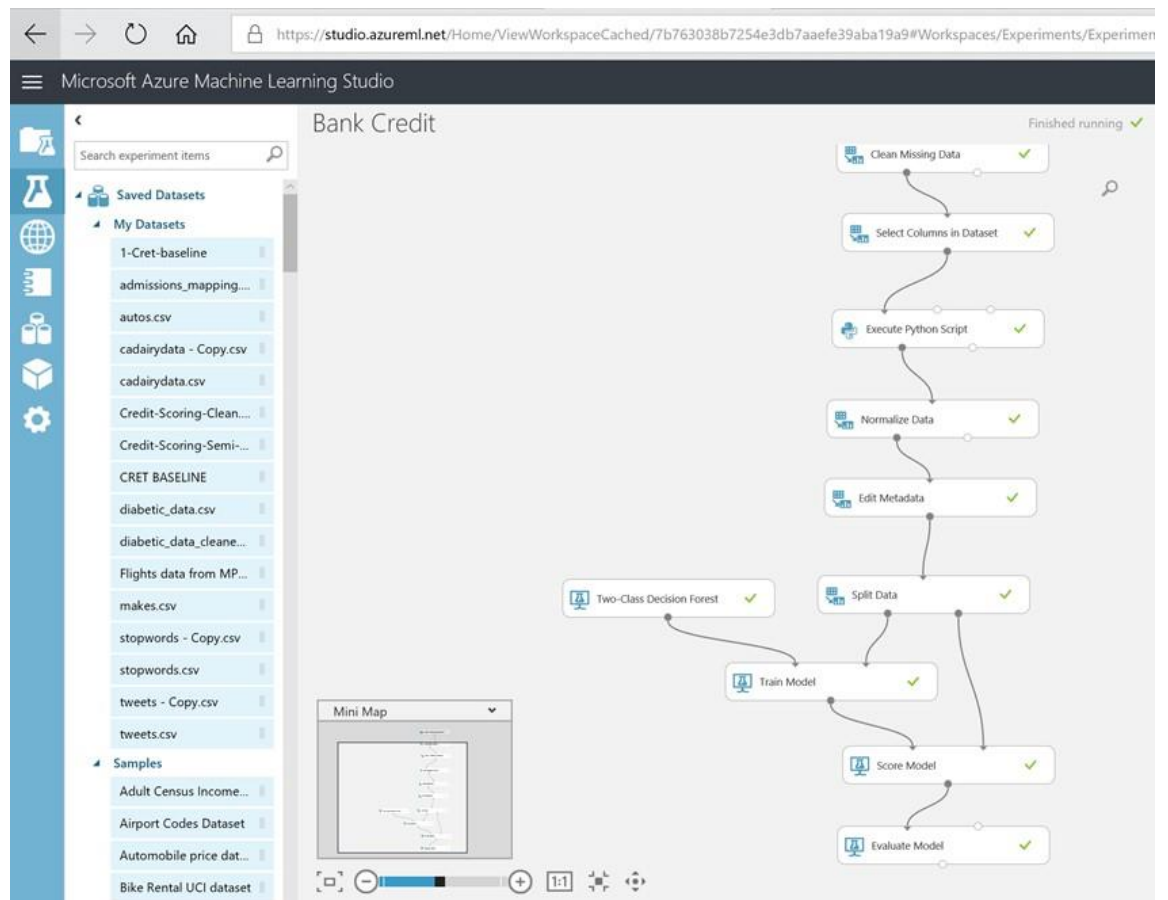 https://studio.azureml.net/Home/ViewWorkspaceCached/7b763038b7254e3db7aaefe39aba19a9#Workspaces/Experiments/Experimen
Microsoft Azure Machine Learning Studio
Bank Credit
Finished running
Search experiment items
Saved Datasets
My Datasets
1-Cret-baseline
admissions_mapping....
autos.csv
cadairydata - Copy.csv
cadairydata.csv
Credit-Scoring-Clean....
Credit-Scoring-Semi-...
CRET BASELINE
diabetic_data.csv
diabetic_data_cleane...
Flights data from MP...
makes.csv
stopwords - Copy.csv
stopwords.csv
tweets - Copy.csv
tweets.csv
Samples
Adult Census Income...
Airport Codes Dataset
Automobile price dat...
Bike Rental UCI dataset
Clean Missing Data
Select Columns in Dataset
Execute Python Script
Normalize Data
Edit Metadata
Two-Class Decision Forest
Split Data
Train Model
Score Model
Evaluate Model
Mini Map
1:1